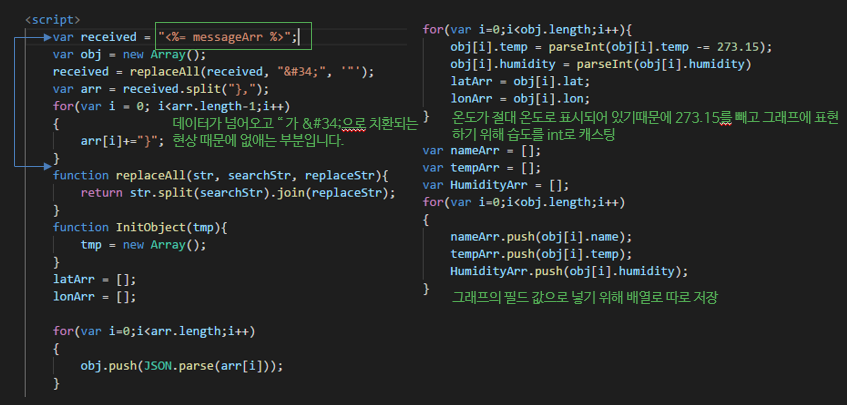 <script>
var received = "<%= messageArr %>";
var obj = new Array();
received = replaceAll(received, "&#34;", '"');
var arr = received.split("},");
for(var i = 0; i<arr.length-1;i++)
{
데이터가 넘어오고 “ 가 &#34;으로 치환되는
arr[i]+="}";
현상 때문에 없애는 부분입니다.
}
function replaceAll(str, searchStr, replaceStr){
return str.split(searchStr).join(replaceStr);
}
function InitObject(tmp){
tmp = new Array();
}
latArr = [];
lonArr = [];
for(var i=0;i<arr.length;i++)
{
obj.push(JSON.parse(arr[i]));
}
for(var i=0;i<obj.length;i++){
obj[i].temp = parseInt(obj[i].temp -= 273.15);
obj[i].humidity = parseInt(obj[i].humidity)
latArr = obj[i].lat;
lonArr = obj[i].lon;
}
온도가 절대 온도로 표시되어 있기때문에 273.15를 빼고 그래프에 표현
하기 위해 습도를 int로 캐스팅
var nameArr = [];
var tempArr = [];
var HumidityArr = [];
for(var i=0;i<obj.length;i++)
{
nameArr.push(obj[i].name);
tempArr.push(obj[i].temp);
HumidityArr.push(obj[i].humidity);
}
그래프의 필드 값으로 넣기 위해 배열로 따로 저장